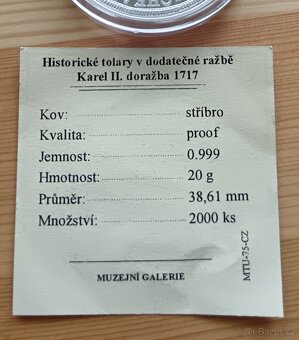 Historické tolary v dodatečné ražbě
Karel II. doražba 1717
Kov: stříbro
Kvalita: proof
Jemnost: 0.999
Hmotnost: 20 g
Průměr: 38,61 mm
Množství: 2000 ks
MUZEJNÍ GALERIE
MTU-75-CZ